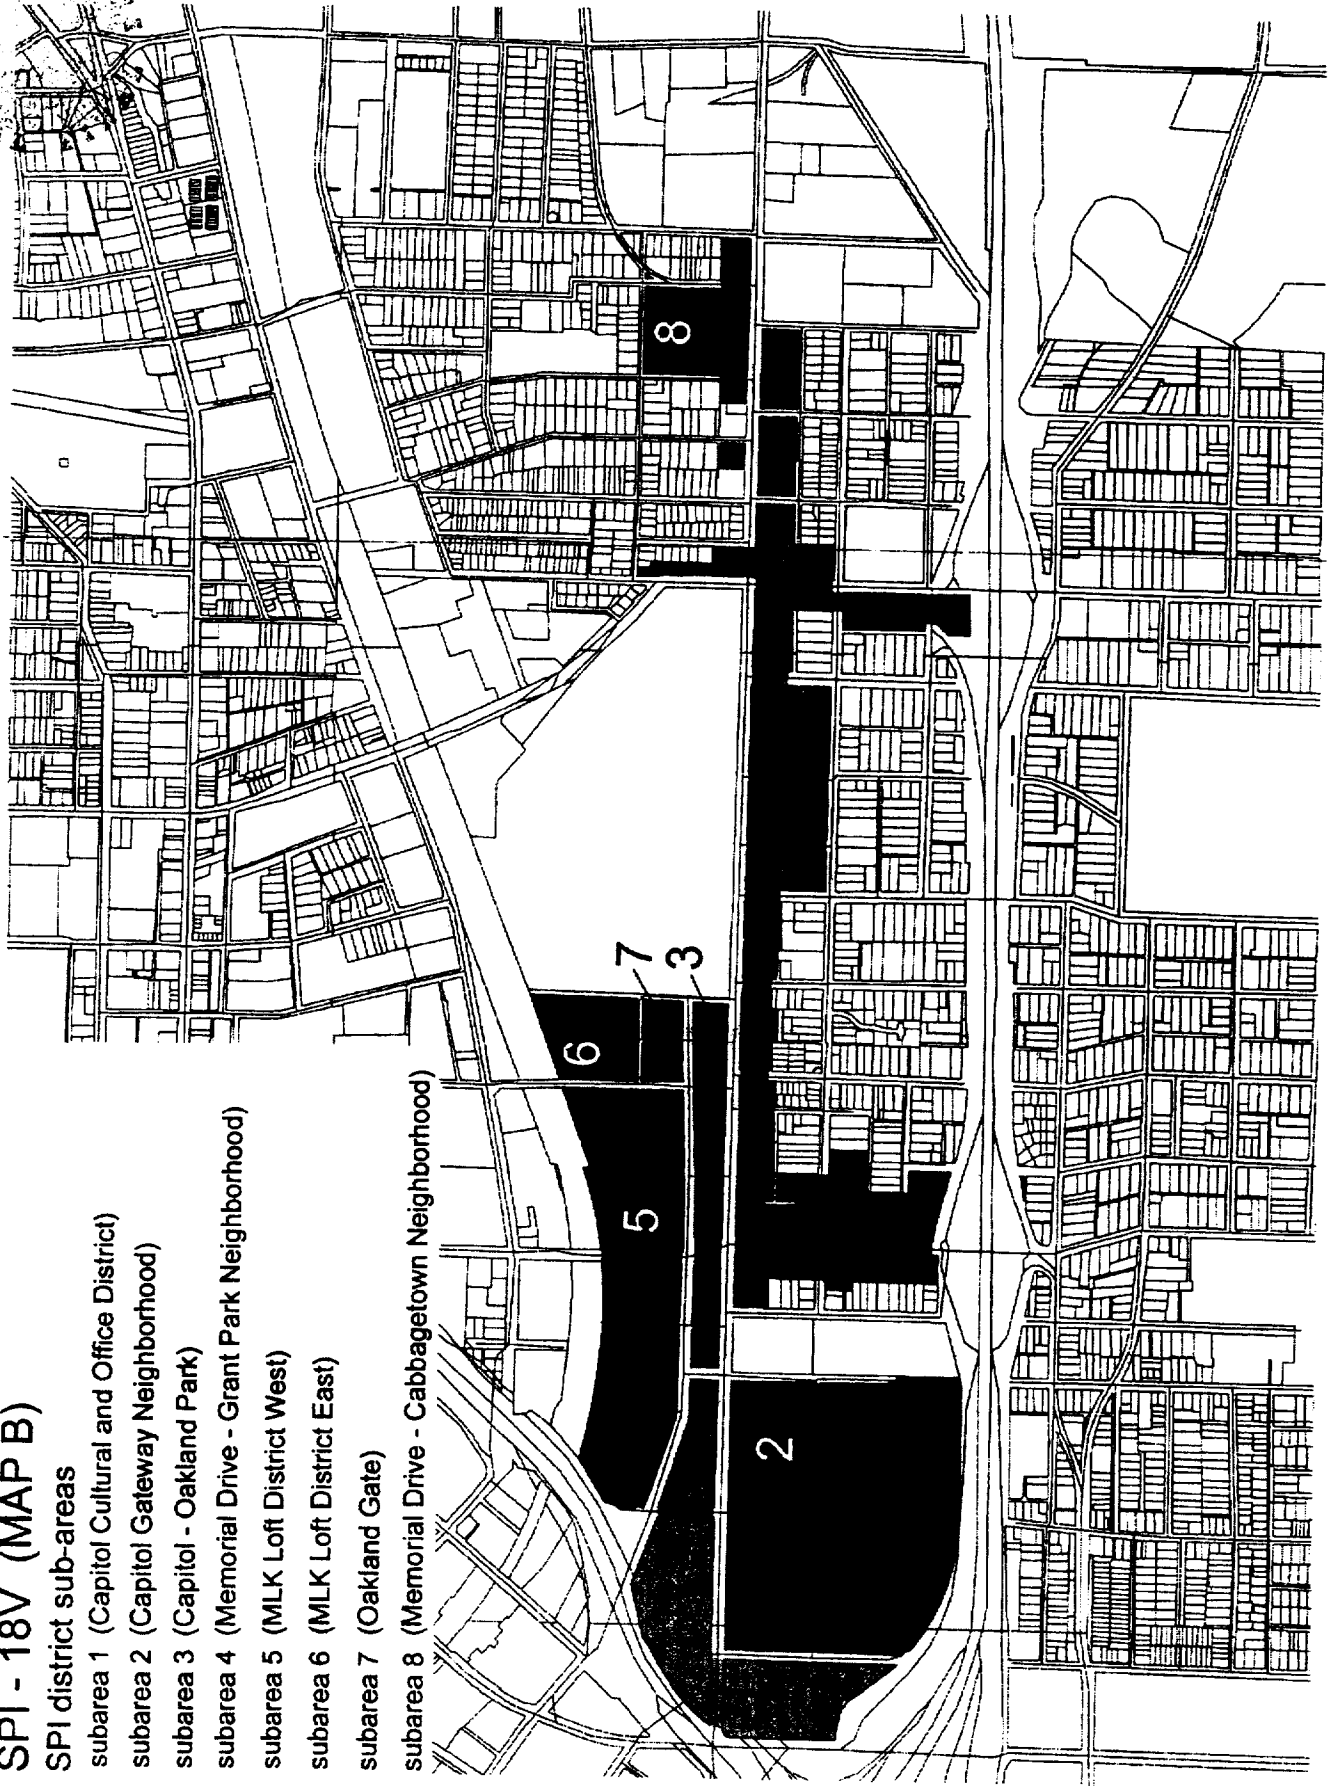 SPI - 18V (MAP B)
SPI district sub-areas
subarea 1 (Capitol Cultural and Office District)
subarea 2 (Capitol Gateway Neighborhood)
subarea 3 (Capitol - Oakland Park)
subarea 4 (Memorial Drive - Grant Park Neighborhood)
subarea 5 (MLK Loft District West)
subarea 6 (MLK Loft District East)
subarea 7 (Oakland Gate)
subarea 8 (Memorial Drive - Cabbagetown Neighborhood)
2
5
6
7
3
8